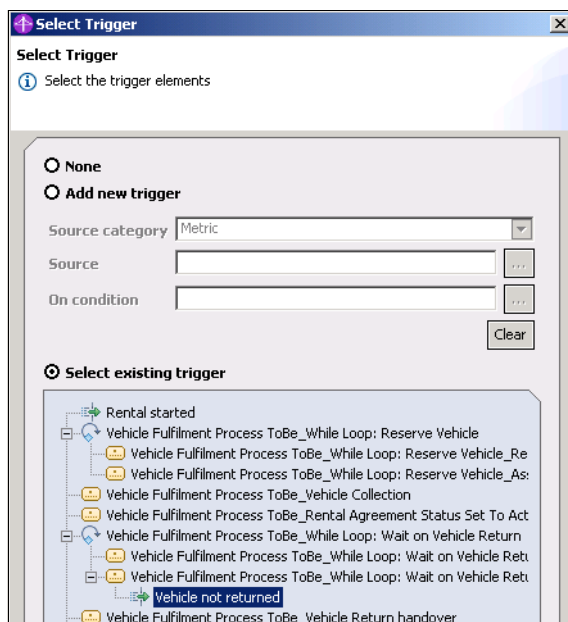 Select Trigger
Select Trigger
Select the trigger elements
None
Add new trigger
Source category Metric
Source ...
On condition ...
Clear
Select existing trigger
Rental started
Vehicle Fulfilment Process ToBe_While Loop: Reserve Vehicle
Vehicle Fulfilment Process ToBe_While Loop: Reserve Vehicle_Re
Vehicle Fulfilment Process ToBe_While Loop: Reserve Vehicle_As
Vehicle Fulfilment Process ToBe_Vehicle Collection
Vehicle Fulfilment Process ToBe_Rental Agreement Status Set To Act
Vehicle Fulfilment Process ToBe_While Loop: Wait on Vehicle Return
Vehicle Fulfilment Process ToBe_While Loop: Wait on Vehicle Retu
Vehicle Fulfilment Process ToBe_While Loop: Wait on Vehicle Retu
Vehicle not returned
Vehicle Fulfilment Process ToBe_Vehicle Return handover